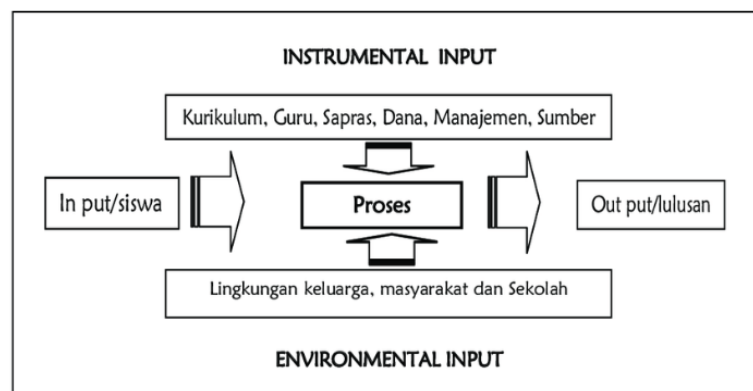 INSTRUMENTAL INPUT
Kurikulum, Guru, Sapras, Dana, Manajemen, Sumber
In put/siswa
Proses
Out put/lulusan
Lingkungan keluarga, masyarakat dan Sekolah
ENVIRONMENTAL INPUT